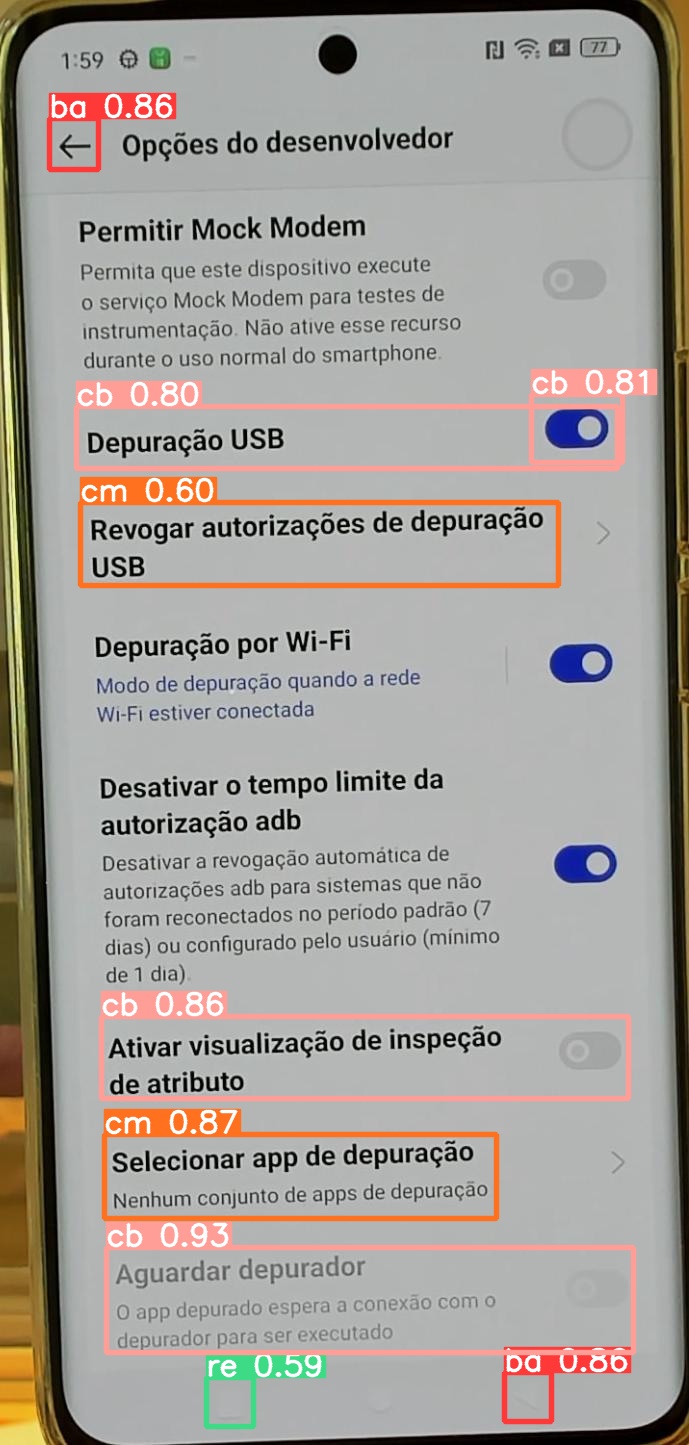 1:59
77
ba 0.86
Opções do desenvolvedor
Permitir Mock Modem
Permita que este dispositivo execute
o serviço Mock Modem para testes de
instrumentação. Não ative esse recurso
durante o uso normal do smartphone.
cb 0.80
cb 0.81
Depuração USB
cm 0.60
Revogar autorizações de depuração
USB
Depuração por Wi-Fi
Modo de depuração quando a rede
Wi-Fi estiver conectada
Desativar o tempo limite da
autorização adb
Desativar a revogação automática de
autorizações adb para sistemas que não
foram reconectados no período padrão (7
dias) ou configurado pelo usuário (mínimo
de 1 dia).
cb 0.86
Ativar visualização de inspeção
de atributo
cm 0.87
Selecionar app de depuração
Nenhum conjunto de apps de depuração
cb 0.93
Aguardar depurador
O app depurado espera a conexão com o
depurador para ser executado
re 0.59
ba 0.86